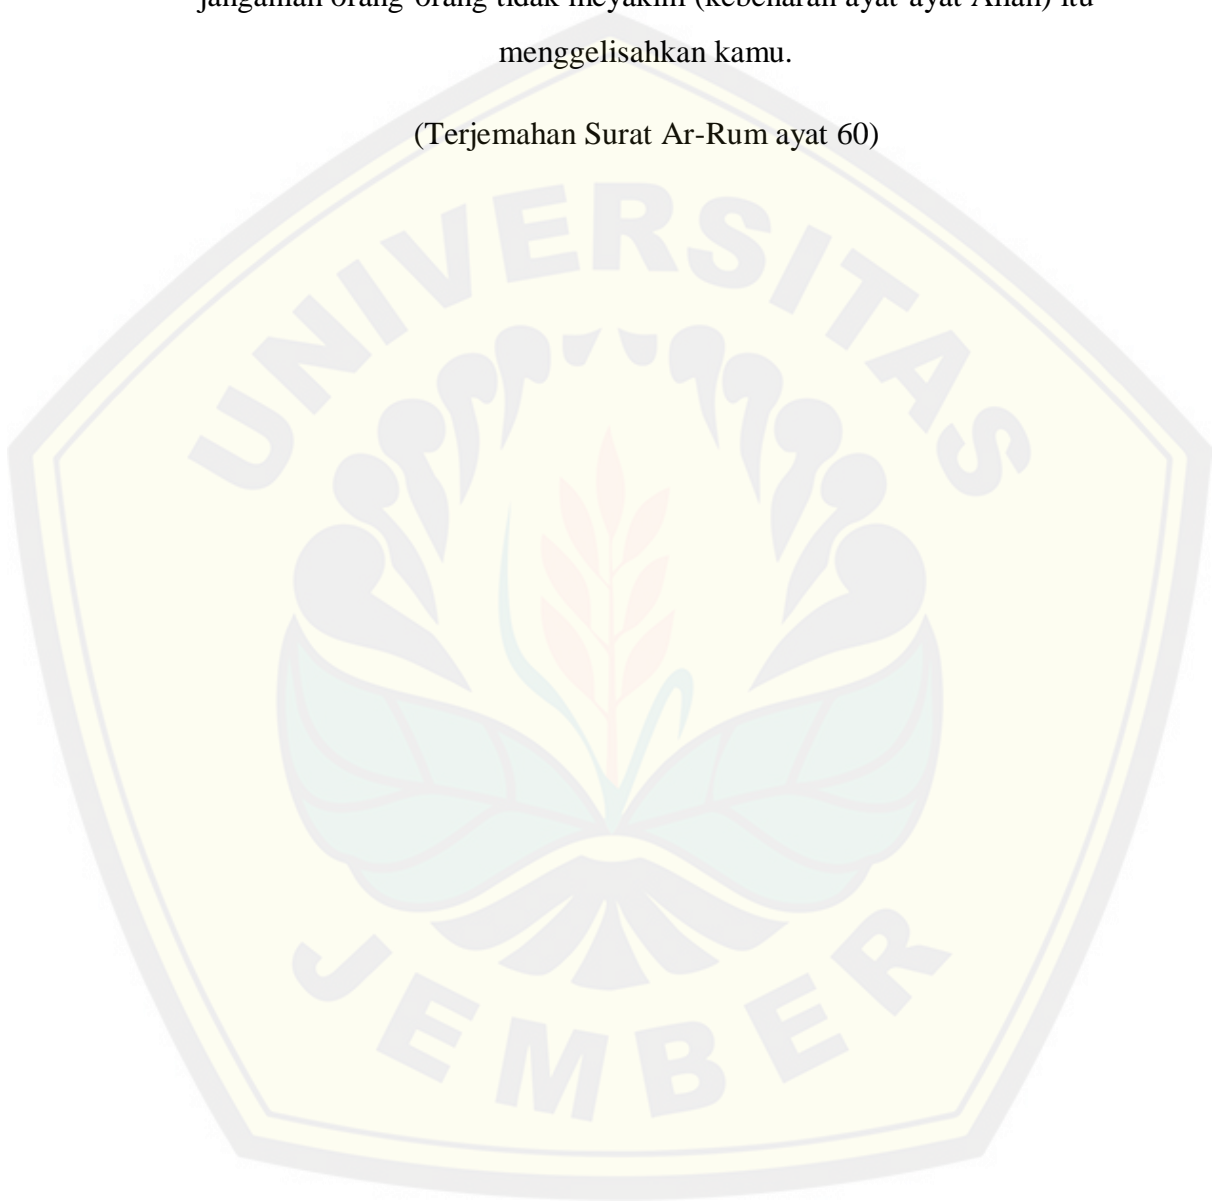 janganlah orang-orang tidak meyakini (kebenaran ayat-ayat Allah) itu
menggelisahkan kamu.
(Terjemahan Surat Ar-Rum ayat 60)
UNIVERSITAS
JEMBER